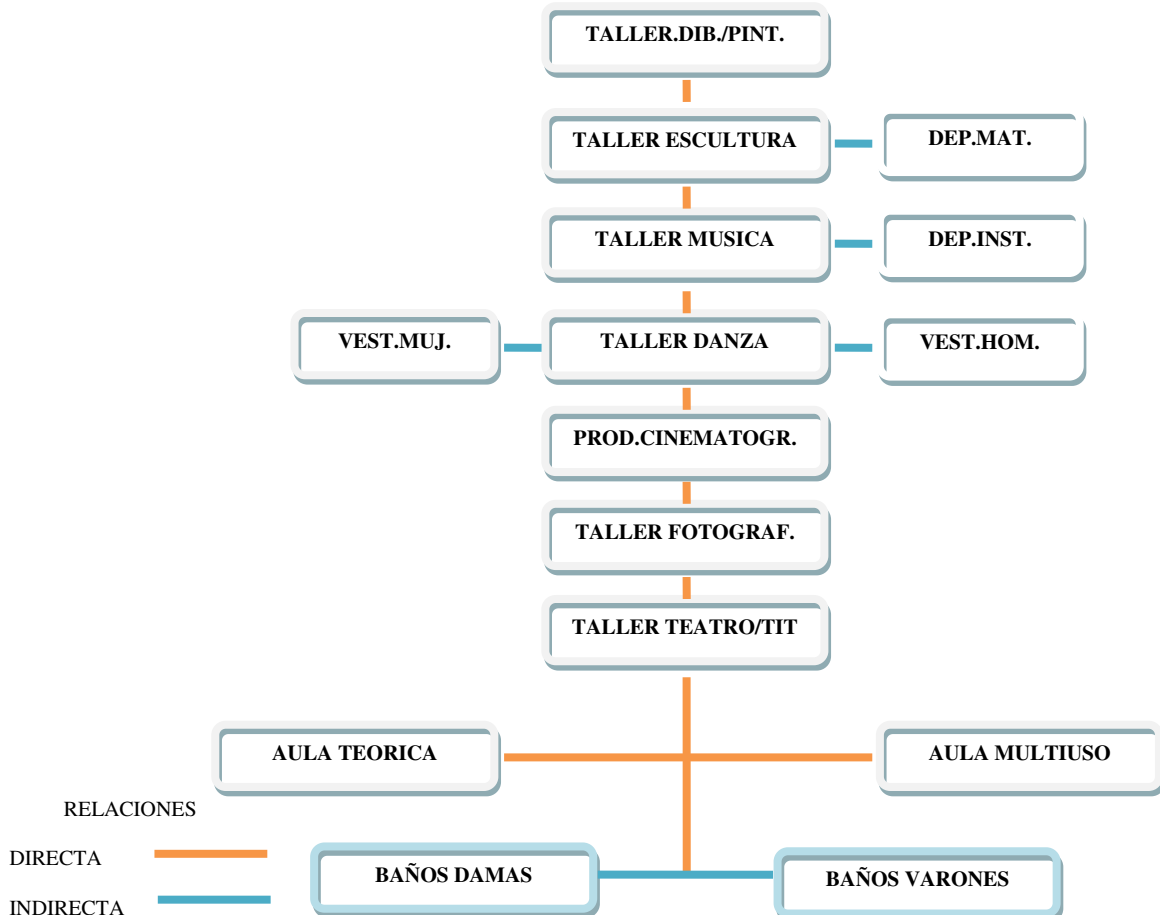 TALLER.DIB./PINT.
TALLER ESCULTURA
DEP.MAT.
TALLER MUSICA
DEP.INST.
VEST.MUJ.
TALLER DANZA
VEST.HOM.
PROD.CINEMATOGR.
TALLER FOTOGRAF.
TALLER TEATRO/TIT
AULA TEORICA
AULA MULTIUSO
RELACIONES
DIRECTA
BAÑOS DAMAS
BAÑOS VARONES
INDIRECTA